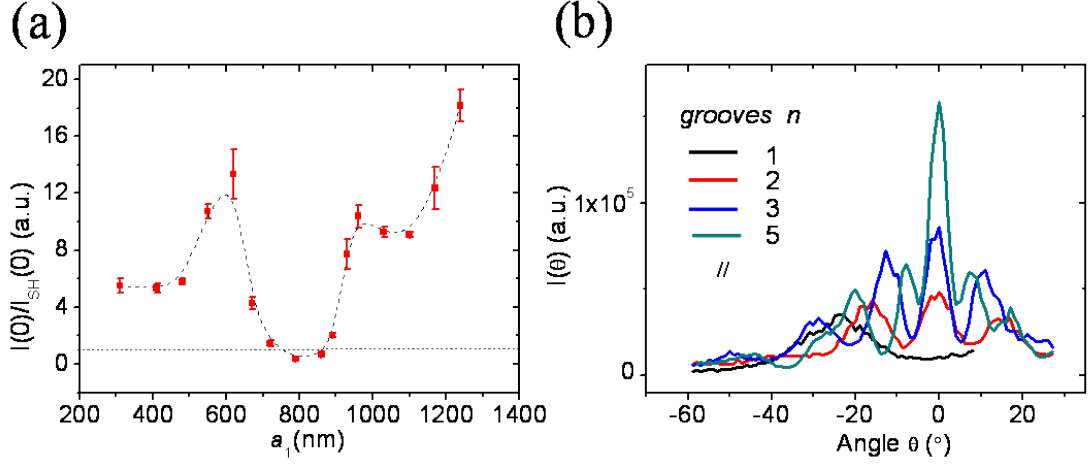 (a)
I(0)/I_SH(0) (a.u.)
20
16
12
8
4
0
200 400 600 800 1000 1200 1400
a_1(nm)
(b)
I(θ) (a.u.)
1x10^5
0
grooves n
1
2
3
5
//
-60 -40 -20 0 20
Angle θ (°)